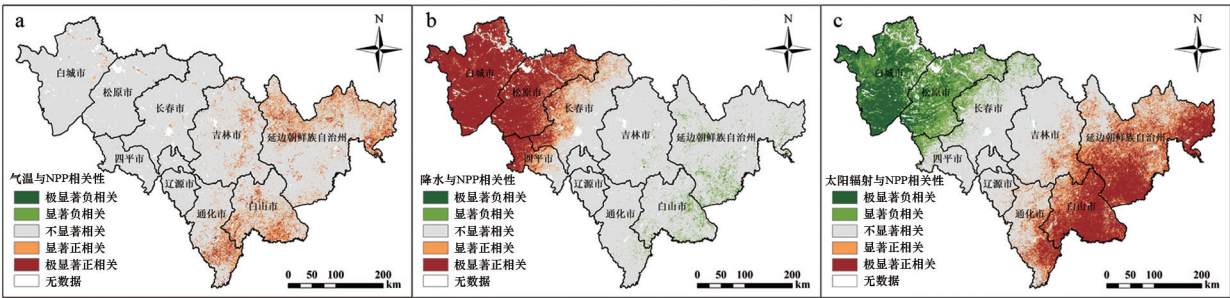 a
N
白城市
松原市
长春市
吉林市
延边朝鲜族自治州
四平市
辽源市
通化市
白山市
气温与NPP相关性
极显著负相关
显著负相关
不显著相关
显著正相关
极显著正相关
无数据
0 50 100 200
km
b
N
白城市
松原市
长春市
吉林市
延边朝鲜族自治州
四平市
辽源市
通化市
白山市
降水与NPP相关性
极显著负相关
显著负相关
不显著相关
显著正相关
极显著正相关
无数据
0 50 100 200
km
c
N
白城市
松原市
长春市
吉林市
延边朝鲜族自治州
四平市
辽源市
通化市
白山市
太阳辐射与NPP相关性
极显著负相关
显著负相关
不显著相关
显著正相关
极显著正相关
无数据
0 50 100 200
km